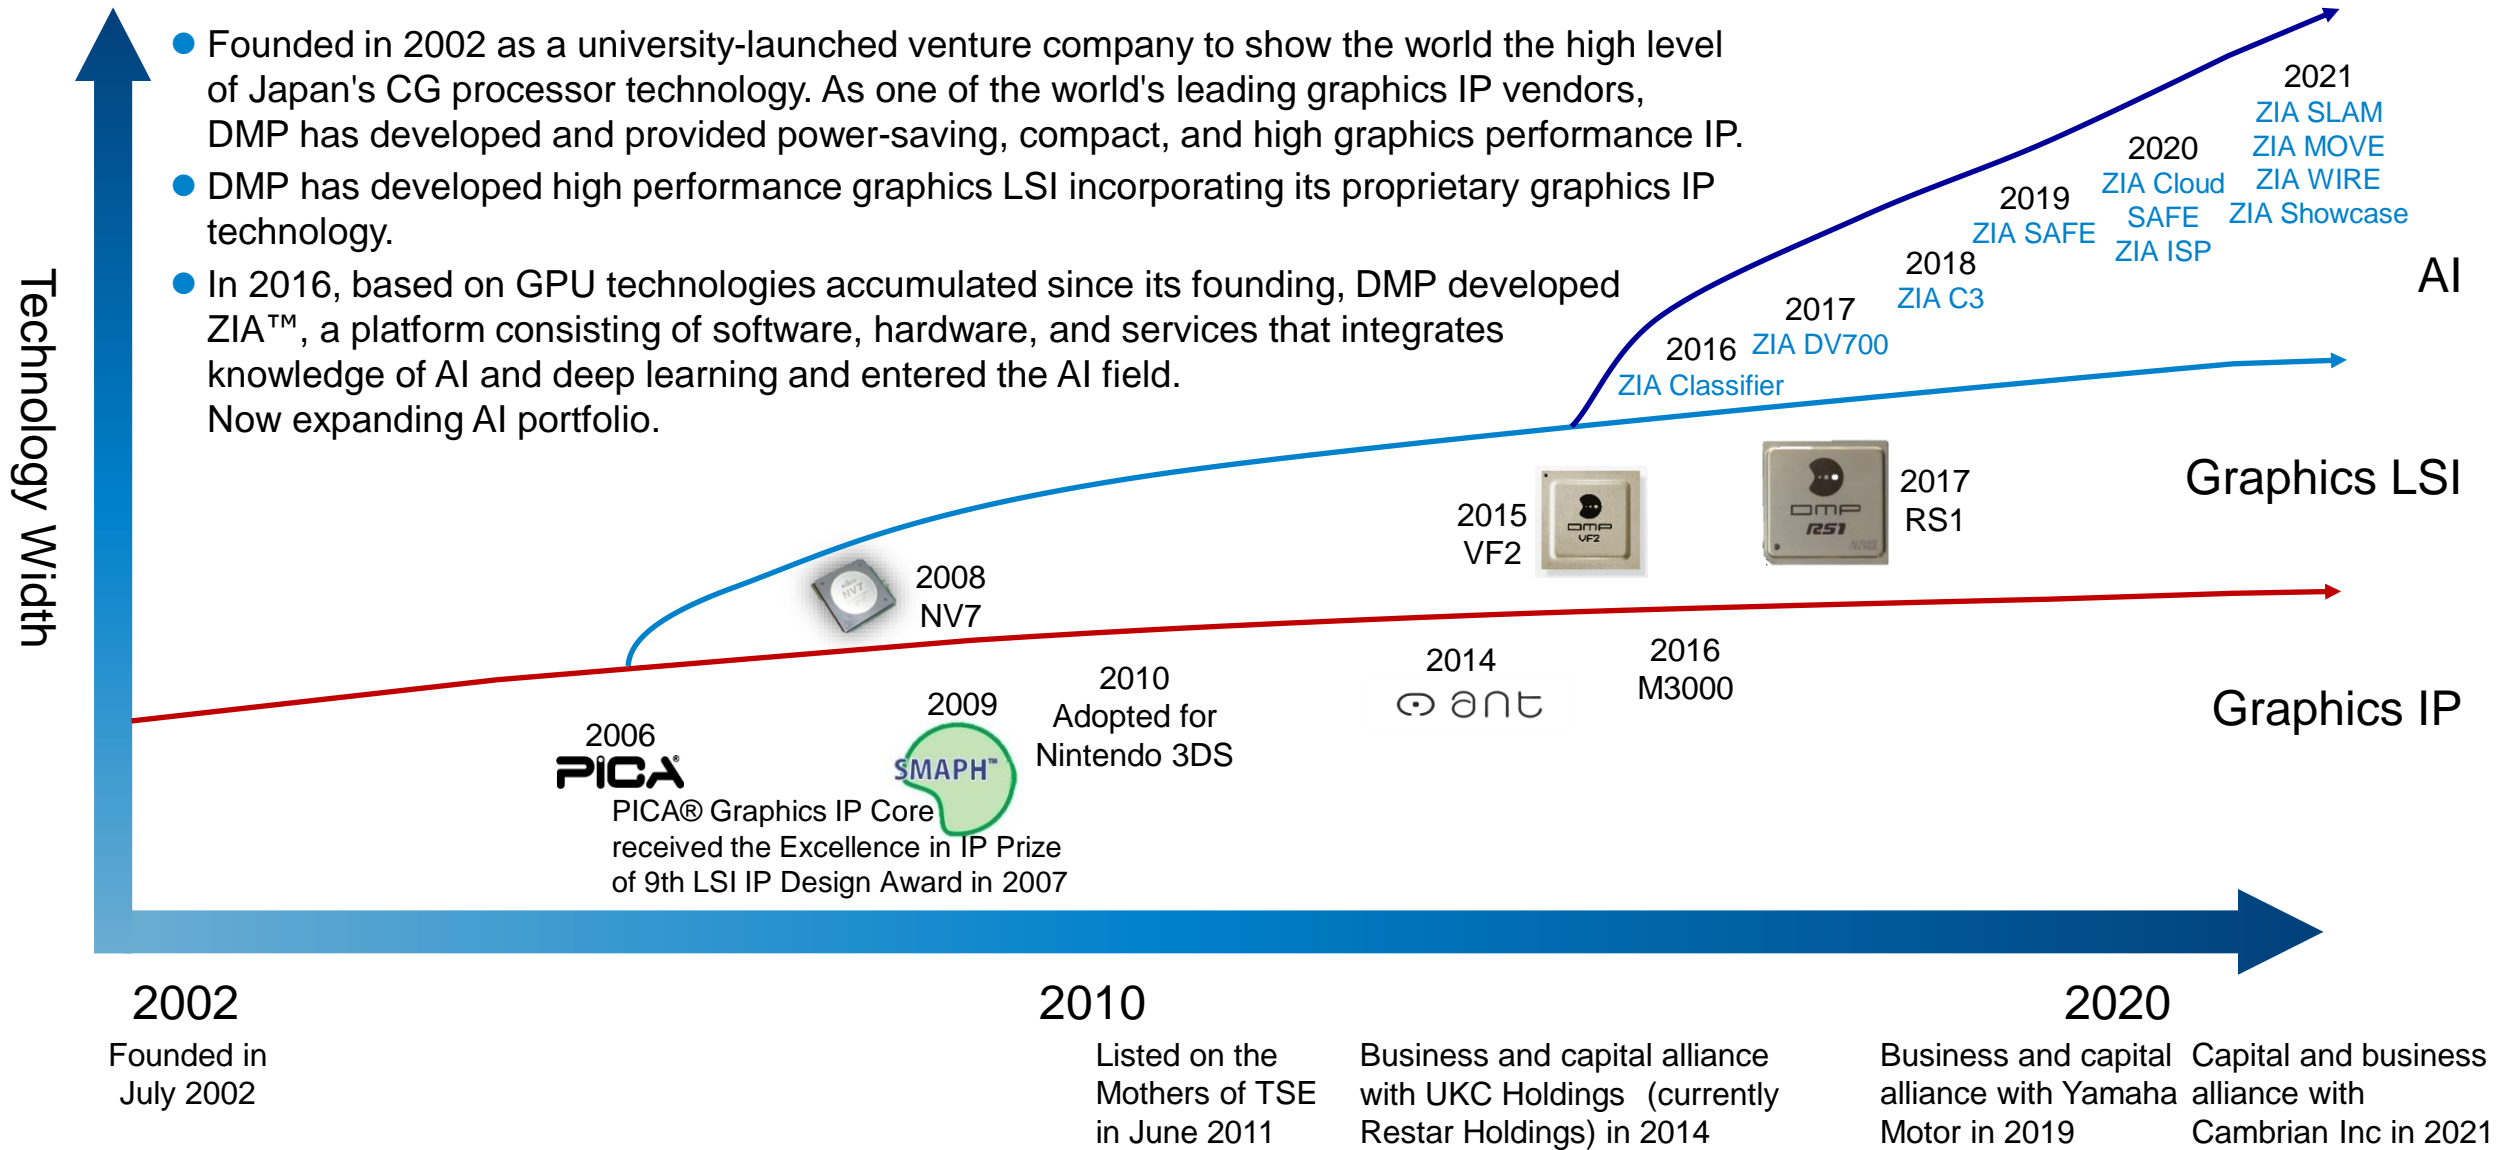 Founded in 2002 as a university-launched venture company to show the world the high level
of Japan's CG processor technology. As one of the world's leading graphics IP vendors,
DMP has developed and provided power-saving, compact, and high graphics performance IP.
DMP has developed high performance graphics LSI incorporating its proprietary graphics IP
technology.
In 2016, based on GPU technologies accumulated since its founding, DMP developed
ZIA™, a platform consisting of software, hardware, and services that integrates
knowledge of AI and deep learning and entered the AI field.
Now expanding AI portfolio.
Technology Width
2021
ZIA SLAM
ZIA MOVE
ZIA WIRE
ZIA Showcase
2020
ZIA Cloud
SAFE
ZIA ISP
2019
ZIA SAFE
2018
ZIA C3
2017
ZIA DV700
2016
ZIA Classifier
AI
Graphics LSI
2008
NV7
NV7
2015
VF2
DMP
VF2
DMP
RS1
2017
RS1
Graphics IP
2006
PICA®
PICA® Graphics IP Core
received the Excellence in IP Prize
of 9th LSI IP Design Award in 2007
2009
SMAPH™
2010
Adopted for
Nintendo 3DS
2014
ant
2016
M3000
2002
2010
2020
Founded in
July 2002
Listed on the
Mothers of TSE
in June 2011
Business and capital alliance
with UKC Holdings (currently
Restar Holdings) in 2014
Business and capital
alliance with Yamaha
Motor in 2019
Capital and business
alliance with
Cambrian Inc in 2021